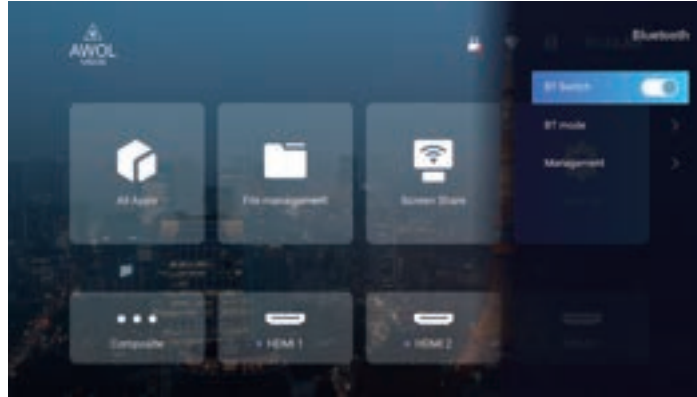 AWOL
Bluetooth
BT Switch
BT mode
Management
All Apps
File management
Screen Share
Composite
HDMI 1
HDMI 2